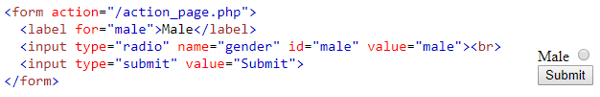 <form action="/action_page.php">
<label for="male">Male</label>
<input type="radio" name="gender" id="male" value="male"><br>
<input type="submit" value="Submit">
</form>
Male
Submit